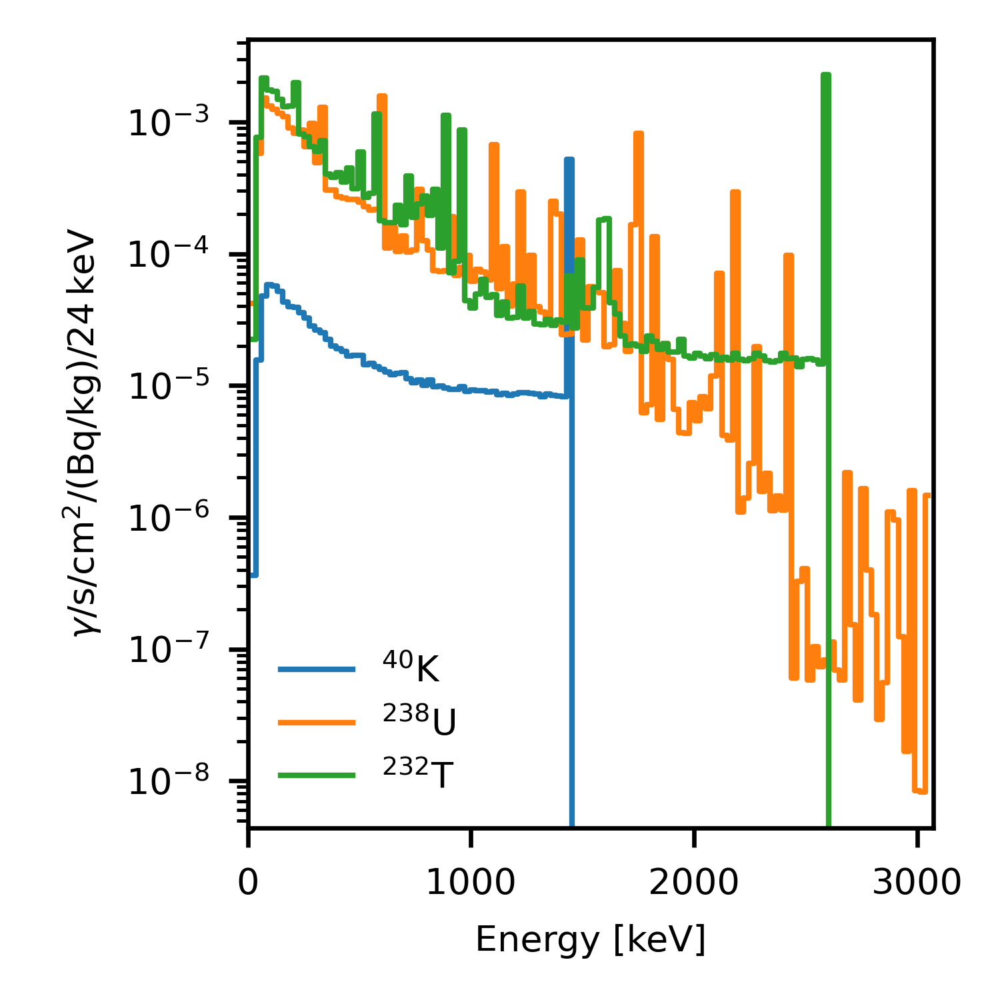 γ/s/cm²/(Bq/kg)/24 keV
10⁻³
10⁻⁴
10⁻⁵
10⁻⁶
10⁻⁷
10⁻⁸
⁴⁰K
²³⁸U
²³²T
0 1000 2000 3000
Energy [keV]